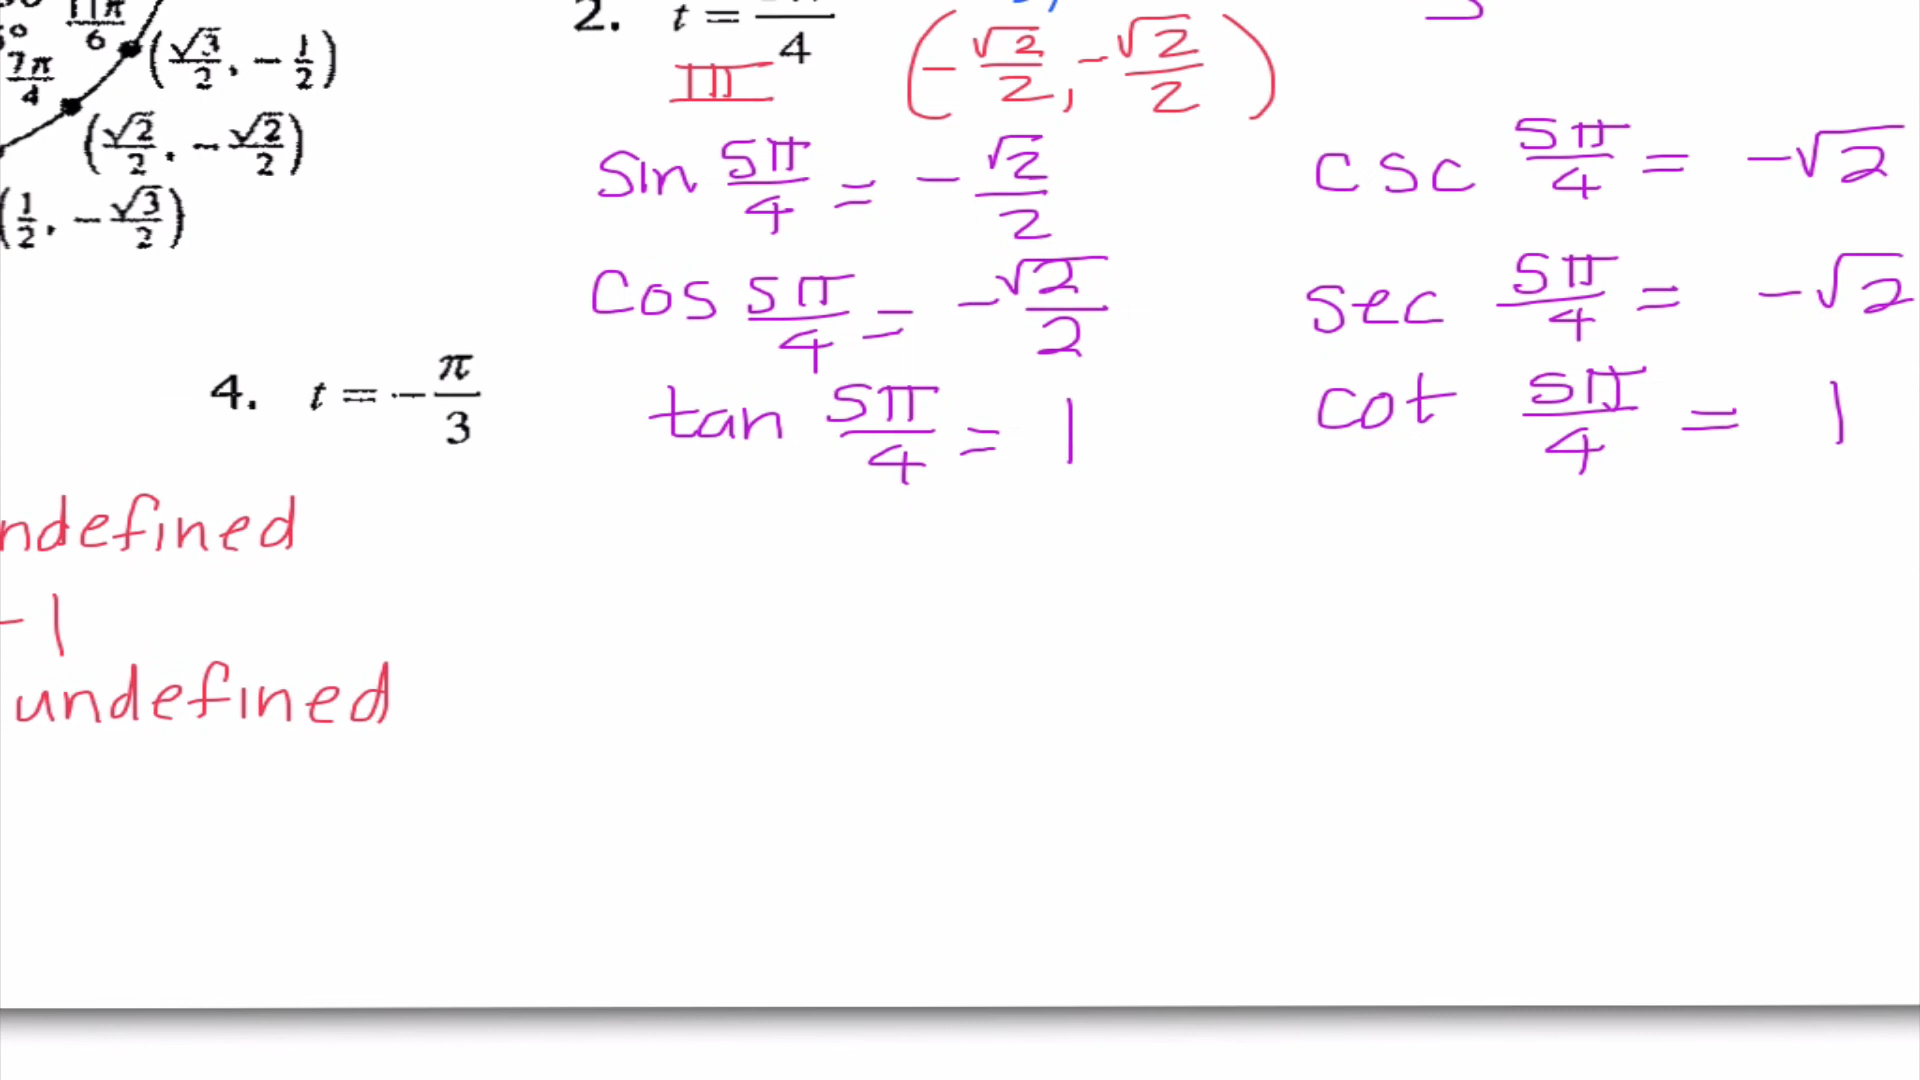 11π/6
7π/4
(√3/2, -1/2)
(√2/2, -√2/2)
(1/2, -√3/2)
2. t = 4
III (-√2/2, -√2/2)
sin 5π/4 = -√2/2
csc 5π/4 = -√2
cos 5π/4 = -√2/2
sec 5π/4 = -√2
tan 5π/4 = 1
cot 5π/4 = 1
4. t = -π/3
ndefined
-1
undefined